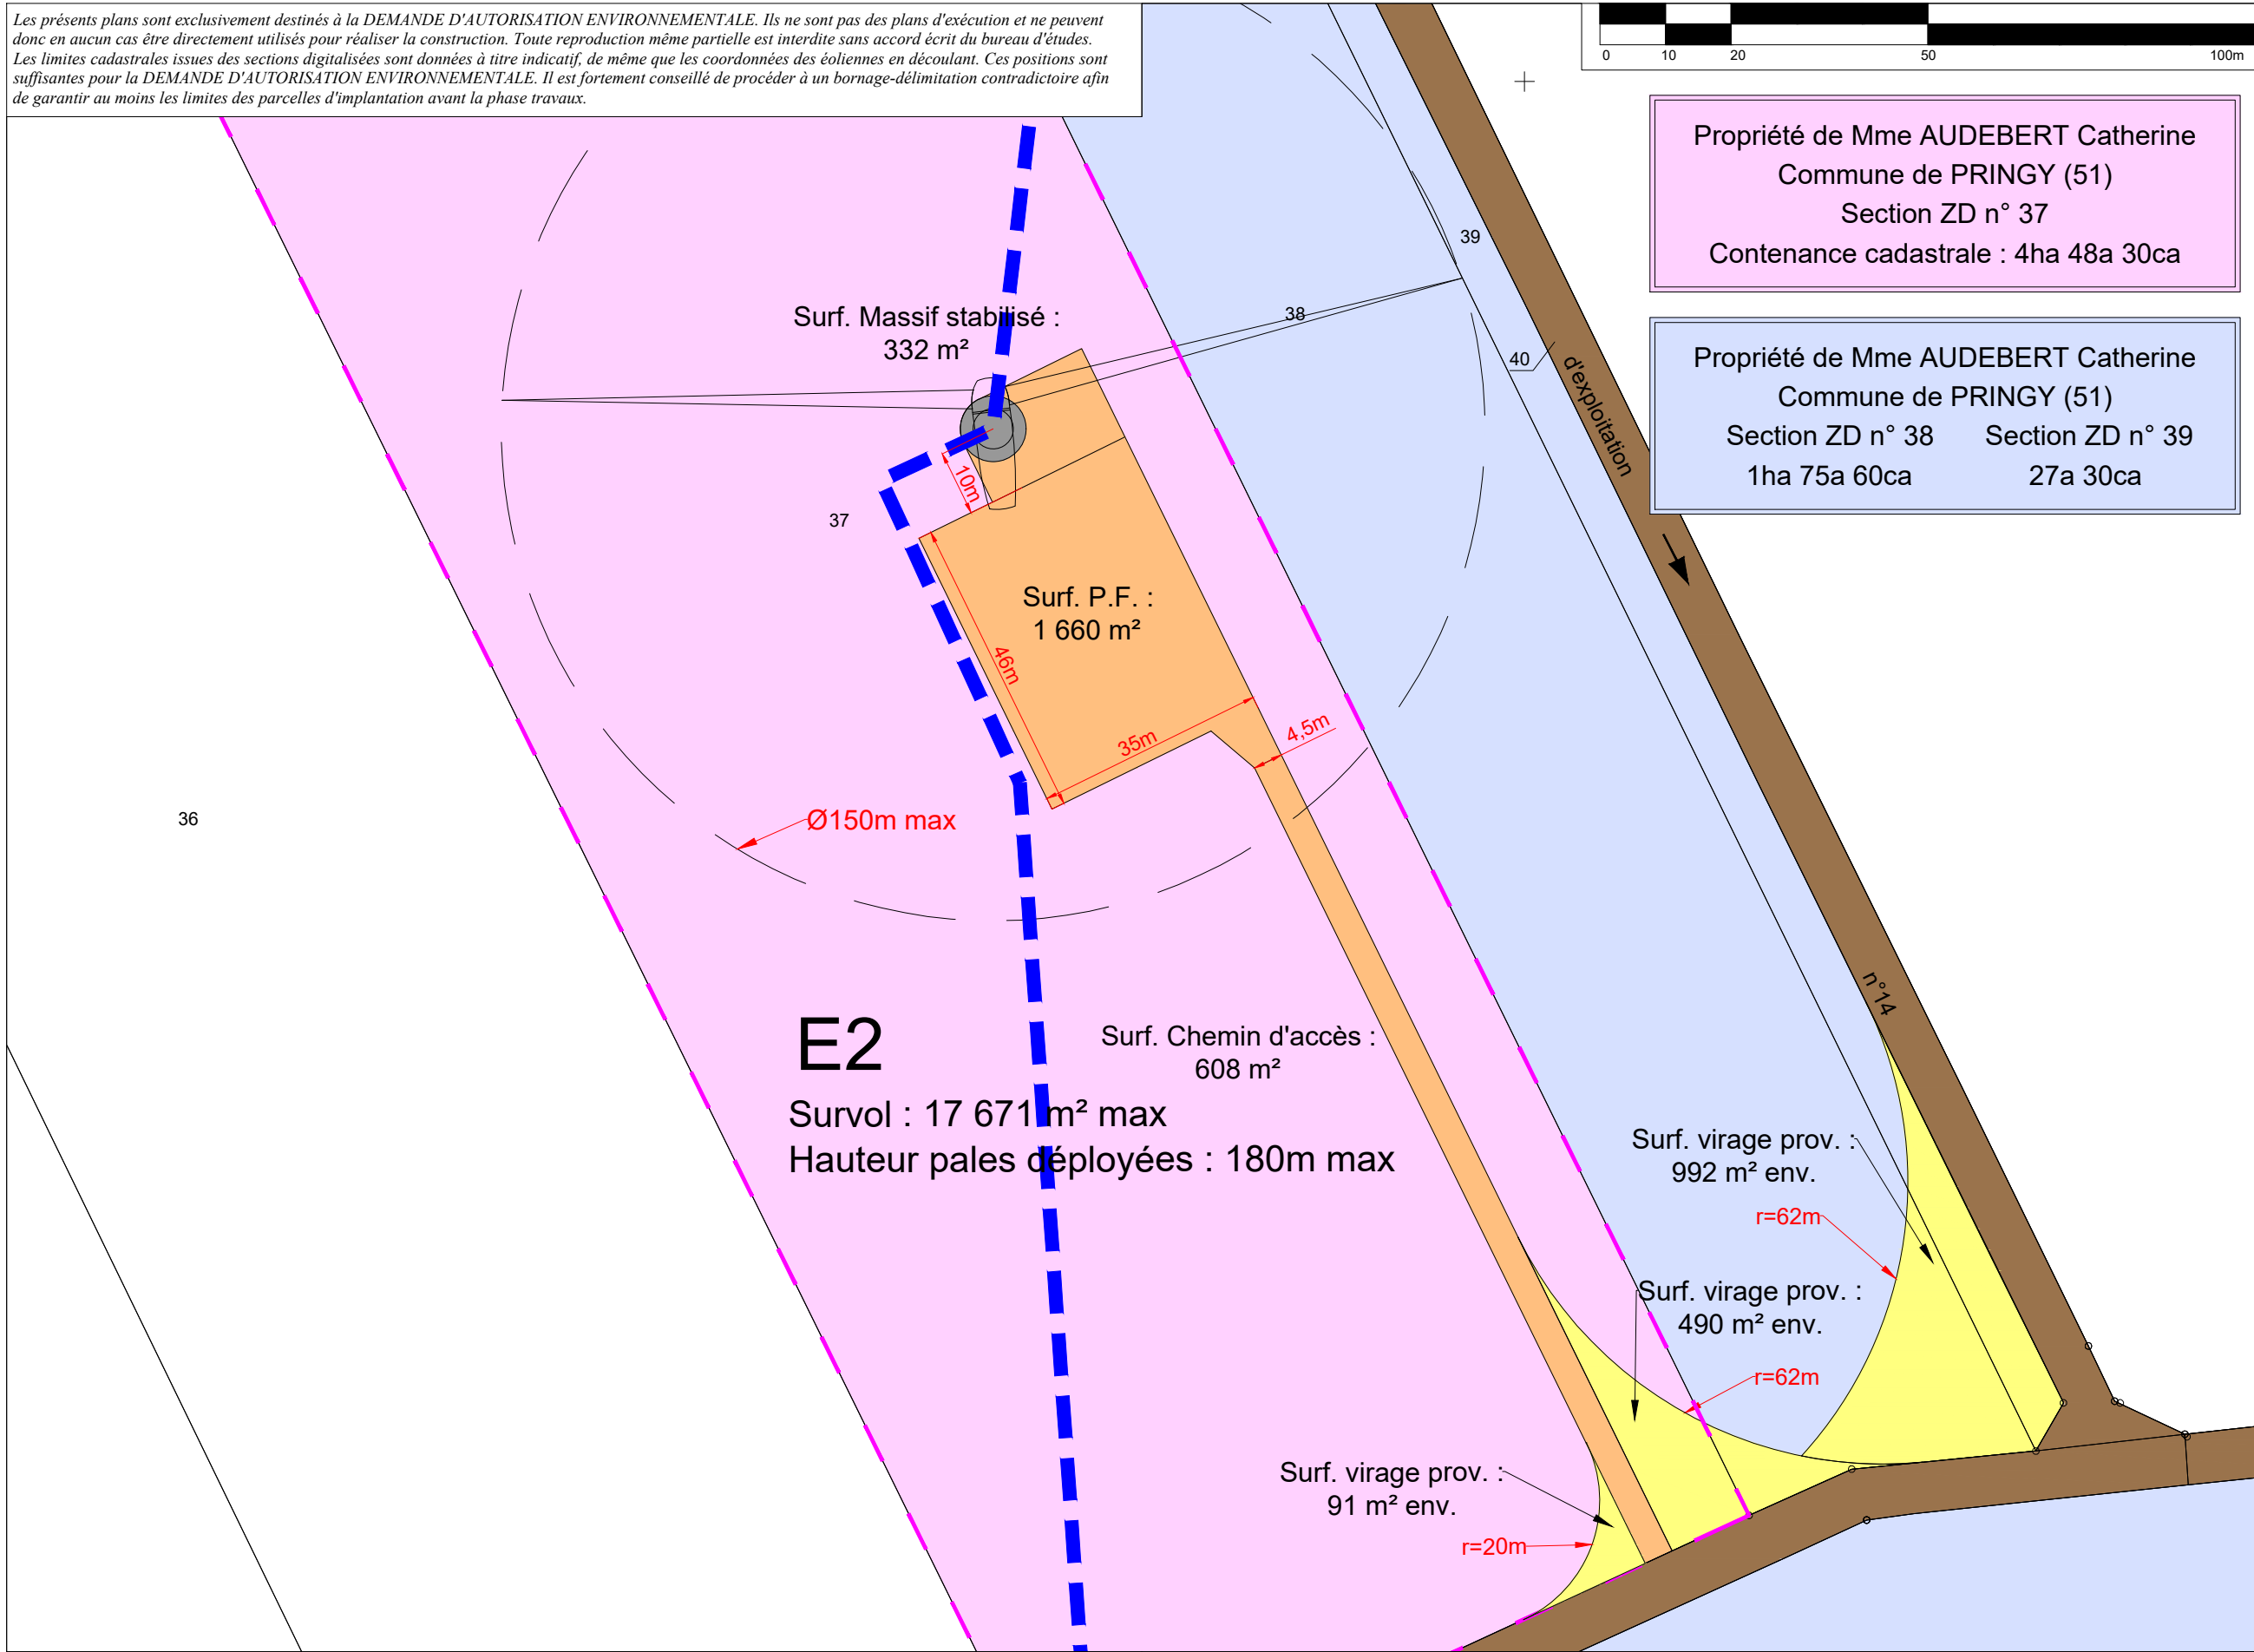 Les présents plans sont exclusivement destinés à la DEMANDE D'AUTORISATION ENVIRONNEMENTALE. Ils ne sont pas des plans d'exécution et ne peuvent
donc en aucun cas être directement utilisés pour réaliser la construction. Toute reproduction même partielle est interdite sans accord écrit du bureau d'études.
Les limites cadastrales issues des sections digitalisées sont données à titre indicatif, de même que les coordonnées des éoliennes en découlant. Ces positions sont
suffisantes pour la DEMANDE D'AUTORISATION ENVIRONNEMENTALE. Il est fortement conseillé de procéder à un bornage-délimitation contradictoire afin
de garantir au moins les limites des parcelles d'implantation avant la phase travaux.
0 10 20 50 100m
Propriété de Mme AUDEBERT Catherine
Commune de PRINGY (51)
Section ZD n° 37
Contenance cadastrale : 4ha 48a 30ca
Propriété de Mme AUDEBERT Catherine
Commune de PRINGY (51)
Section ZD n° 38 Section ZD n° 39
1ha 75a 60ca 27a 30ca
39
38
40
d'exploitation
Surf. Massif stabilisé :
332 m²
10m
37
Surf. P.F. :
1 660 m²
46m
35m
4,5m
36
Ø150m max
n°14
E2
Surf. Chemin d'accès :
608 m²
Survol : 17 671 m² max
Hauteur pales déployées : 180m max
Surf. virage prov. :
992 m² env.
r=62m
Surf. virage prov. :
490 m² env.
r=62m
Surf. virage prov. :
91 m² env.
r=20m